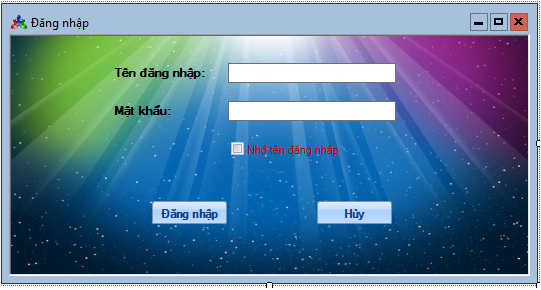 Đăng nhập
Tên đăng nhập:
Mật khẩu:
Nhớ tên đăng nhập
Đăng nhập
Hủy